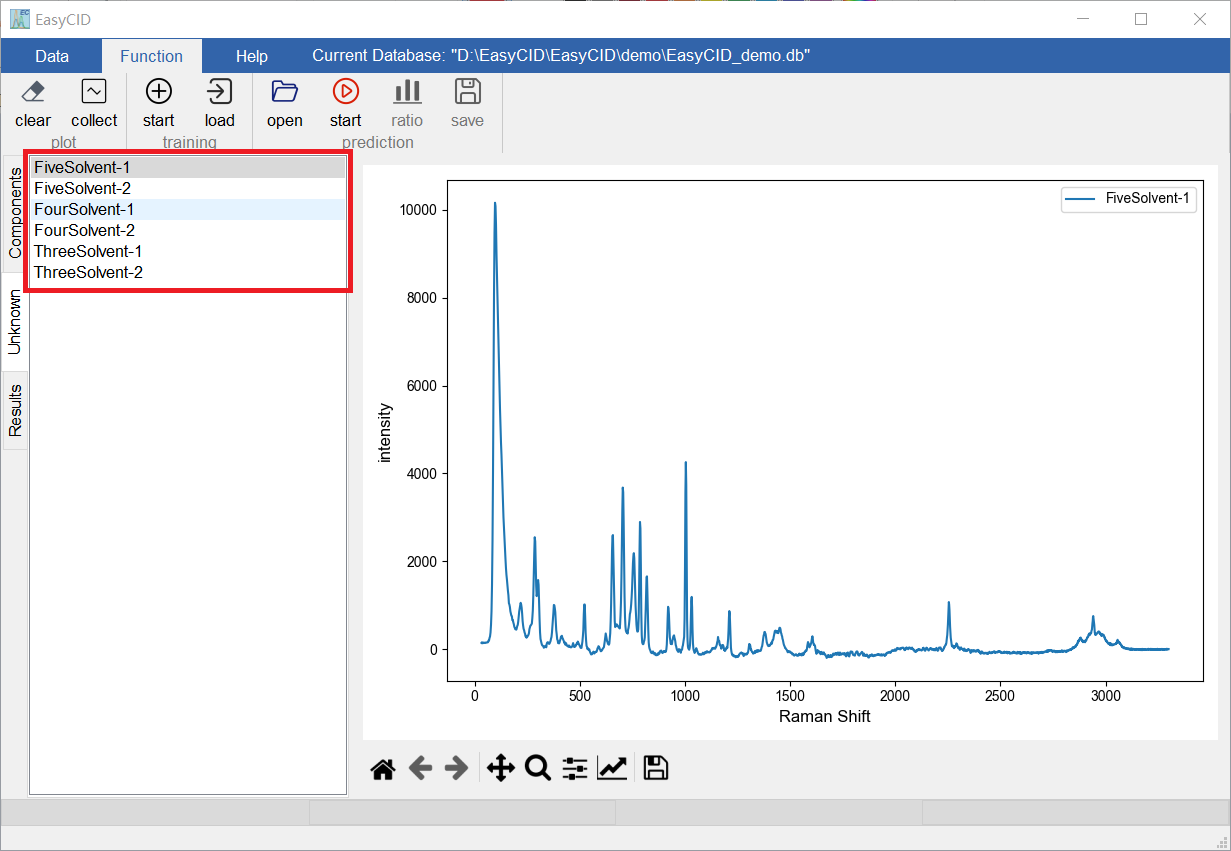 EasyCID
Data Function Help Current Database: "D:\EasyCID\EasyCID\demo\EasyCID_demo.db"
clear collect start load open start ratio save
plot training prediction
Components
Unknown
Results
FiveSolvent-1
FiveSolvent-2
FourSolvent-1
FourSolvent-2
ThreeSolvent-1
ThreeSolvent-2
FiveSolvent-1
10000
8000
6000
4000
2000
0
intensity
0 500 1000 1500 2000 2500 3000
Raman Shift